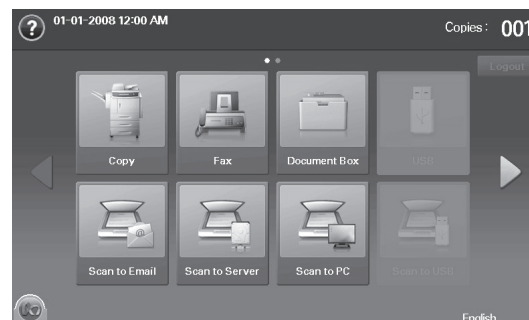 01-01-2008 12:00 AM
Copies : 001
Logout
Copy Fax Document Box USB
Scan to Email Scan to Server Scan to PC Scan to USB
English